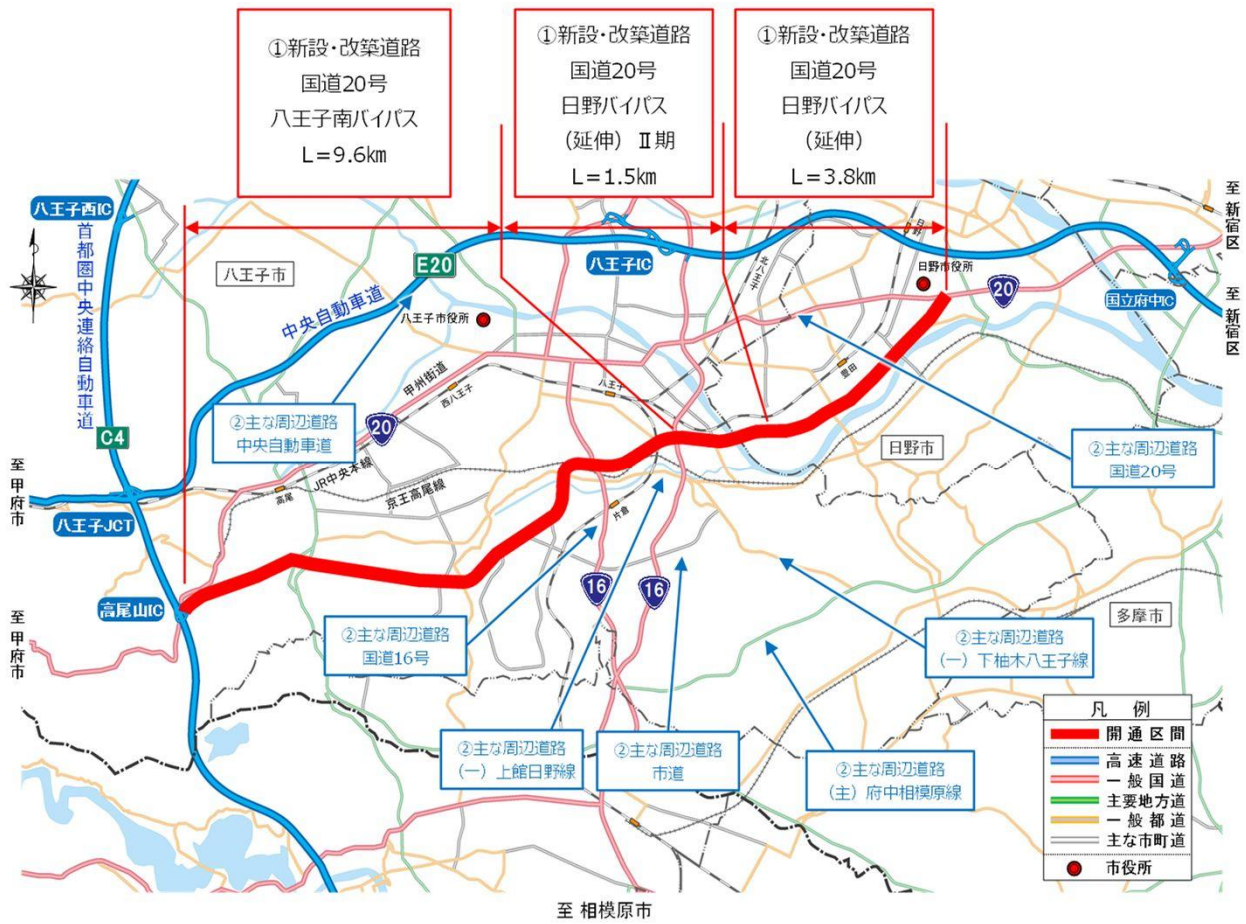 ①新設・改築道路
国道20号
八王子南バイパス
L=9.6km
①新設・改築道路
国道20号
日野バイパス
(延伸) Ⅱ期
L=1.5km
①新設・改築道路
国道20号
日野バイパス
(延伸)
L=3.8km
八王子西IC
首都圏中央連絡自動車道
八王子市
E20
中央自動車道
八王子IC
北八王子
日野
日野市役所
20
国立府中IC
至 新宿区
至 新宿区
八王子市役所
甲州街道
西八王子
八王子
豊田
20
C4
②主な周辺道路
中央自動車道
日野市
②主な周辺道路
国道20号
至 甲府市
高尾
JR中央本線
京王高尾線
片倉
八王子JCT
16
16
高尾山IC
至 甲府市
多摩市
②主な周辺道路
国道16号
②主な周辺道路
(一) 下柚木八王子線
②主な周辺道路
(一) 上館日野線
②主な周辺道路
市道
②主な周辺道路
(主) 府中相模原線
凡 例
開通区間
高速道路
一般国道
主要地方道
一般都道
主な市町道
市役所
至 相模原市